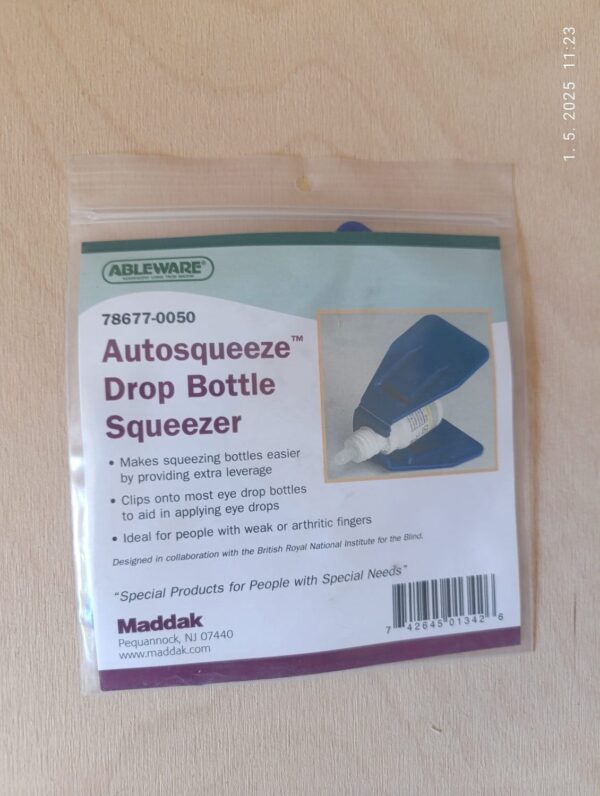 1. 5. 2025 11:23
ABLEWARE®
78677-0050
Autosqueeze™
Drop Bottle
Squeezer
• Makes squeezing bottles easier
by providing extra leverage
• Clips onto most eye drop bottles
to aid in applying eye drops
• Ideal for people with weak or arthritic fingers
Designed in collaboration with the British Royal National Institute for the Blind.
"Special Products for People with Special Needs"
Maddak
Pequannock, NJ 07440
www.maddak.com
7 42645 01342 6